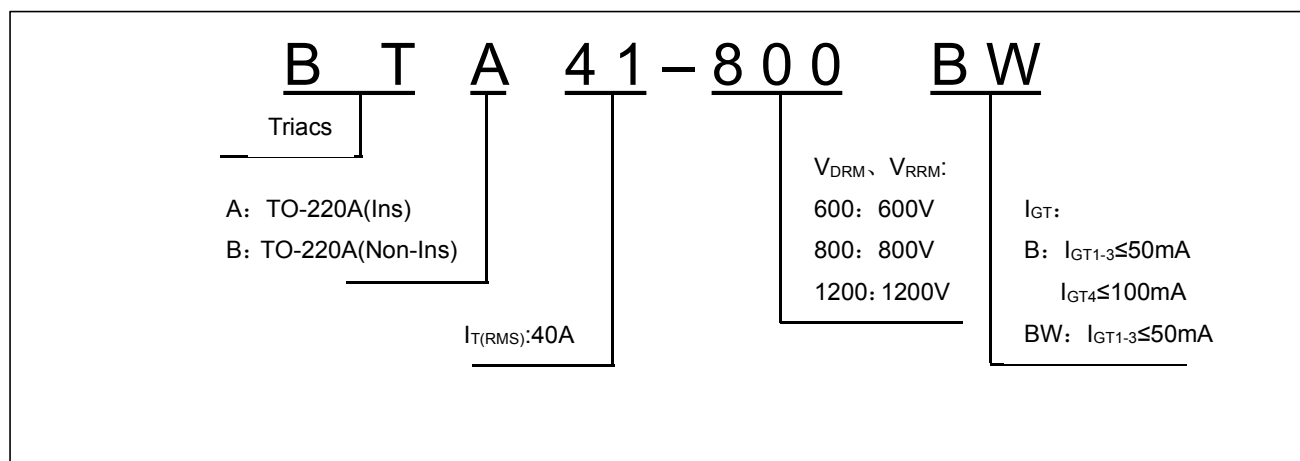 B T A 41–800 BW
Triacs
A：TO-220A(Ins)
B：TO-220A(Non-Ins)
IT(RMS):40A
VDRM、VRRM:
600：600V
800：800V
1200：1200V
IGT：
B：IGT1-3≤50mA
IGT4≤100mA
BW：IGT1-3≤50mA